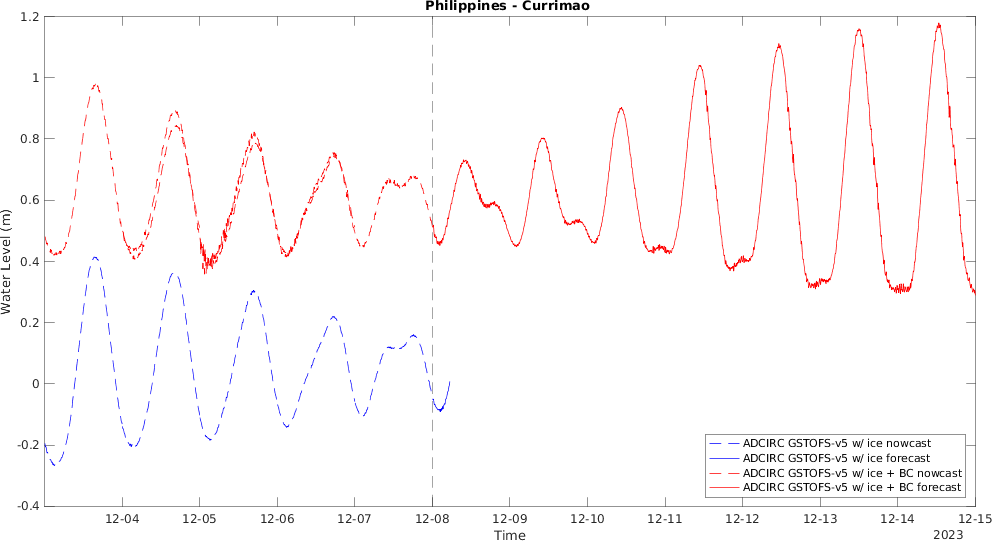 Philippines - Currimao
1.2
1
0.8
0.6
0.4
0.2
0
-0.2
-0.4
Water Level (m)
12-04 12-05 12-06 12-07 12-08 12-09 12-10 12-11 12-12 12-13 12-14 12-15
Time
2023
ADCIRC GSTOFS-v5 w/ ice nowcast
ADCIRC GSTOFS-v5 w/ ice forecast
ADCIRC GSTOFS-v5 w/ ice + BC nowcast
ADCIRC GSTOFS-v5 w/ ice + BC forecast